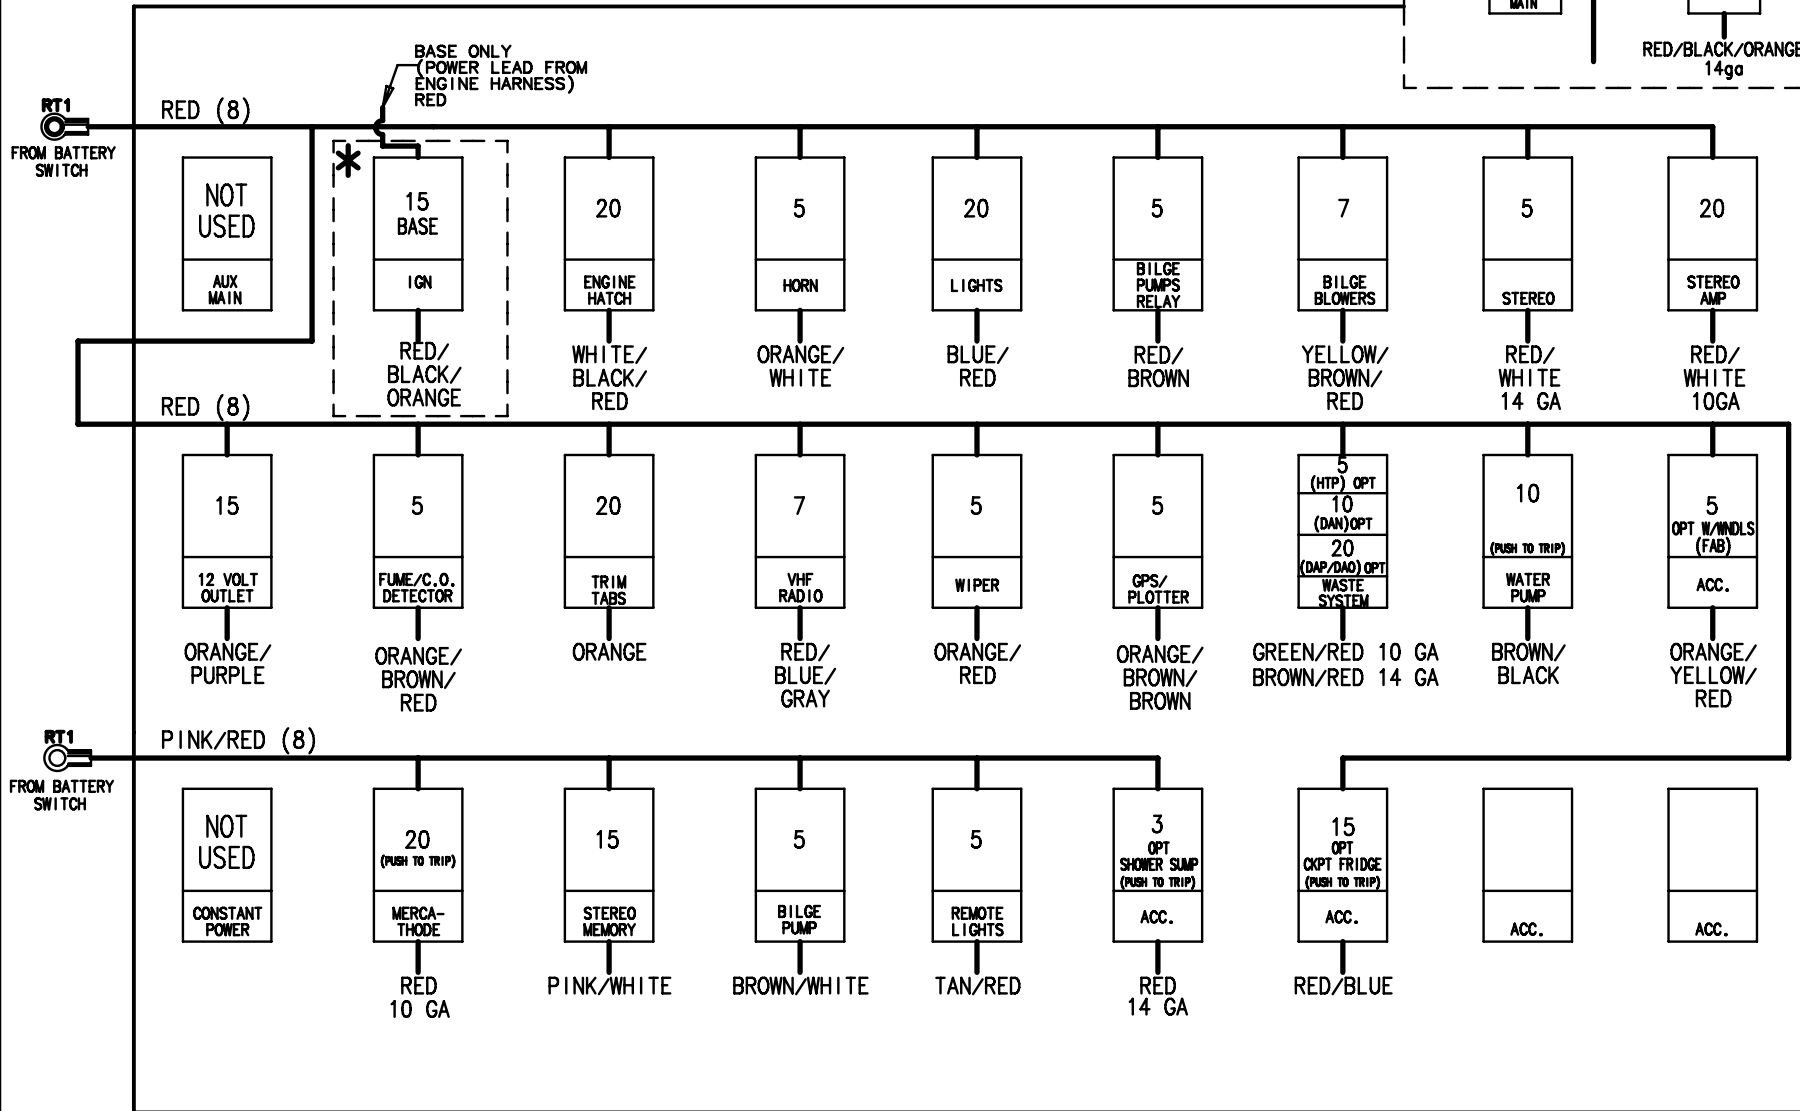 MAIN
RED/BLACK/ORANGE
14ga
BASE ONLY
(POWER LEAD FROM
ENGINE HARNESS)
RED
RT1
RED (8)
FROM BATTERY
SWITCH
NOT
USED
AUX
MAIN
15
BASE
IGN
RED/
BLACK/
ORANGE
20
ENGINE
HATCH
WHITE/
BLACK/
RED
5
HORN
ORANGE/
WHITE
20
LIGHTS
BLUE/
RED
5
BILGE
PUMPS
RELAY
RED/
BROWN
7
BILGE
BLOWERS
YELLOW/
BROWN/
RED
5
STEREO
RED/
WHITE
14 GA
20
STEREO
AMP
RED/
WHITE
10GA
RED (8)
15
12 VOLT
OUTLET
ORANGE/
PURPLE
5
FUME/C.O.
DETECTOR
ORANGE/
BROWN/
RED
20
TRIM
TABS
ORANGE
7
VHF
RADIO
RED/
BLUE/
GRAY
5
WIPER
ORANGE/
RED
5
GPS/
PLOTTER
ORANGE/
BROWN/
BROWN
5
(HTP) OPT
10
(DAN)OPT
20
(DAP/DAO)OPT
WASTE
SYSTEM
GREEN/RED 10 GA
BROWN/RED 14 GA
10
(PUSH TO TRIP)
WATER
PUMP
BROWN/
BLACK
5
OPT W/WNDLS
(FAB)
ACC.
ORANGE/
YELLOW/
RED
RT1
PINK/RED (8)
FROM BATTERY
SWITCH
NOT
USED
CONSTANT
POWER
20
(PUSH TO TRIP)
MERCA-
THODE
RED
10 GA
15
STEREO
MEMORY
PINK/WHITE
5
BILGE
PUMP
BROWN/WHITE
5
REMOTE
LIGHTS
TAN/RED
3
OPT
SHOWER SUMP
(PUSH TO TRIP)
ACC.
RED
14 GA
15
OPT
CKPT FRIDGE
(PUSH TO TRIP)
ACC.
RED/BLUE
ACC.
ACC.